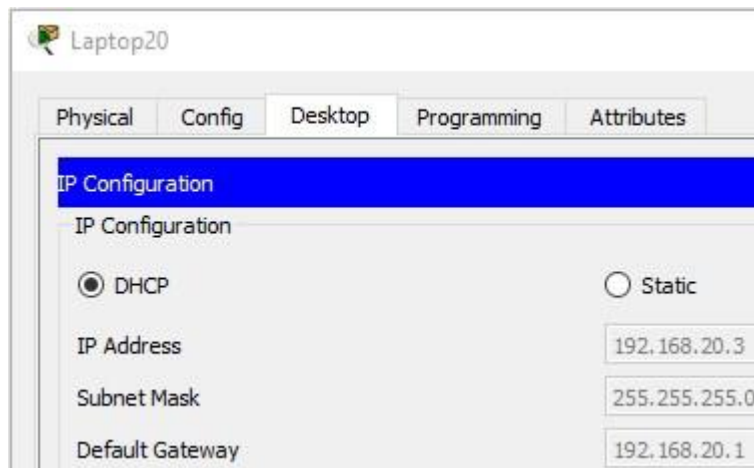 Laptop20
Physical Config Desktop Programming Attributes
IP Configuration
IP Configuration
DHCP Static
IP Address 192.168.20.3
Subnet Mask 255.255.255.0
Default Gateway 192.168.20.1